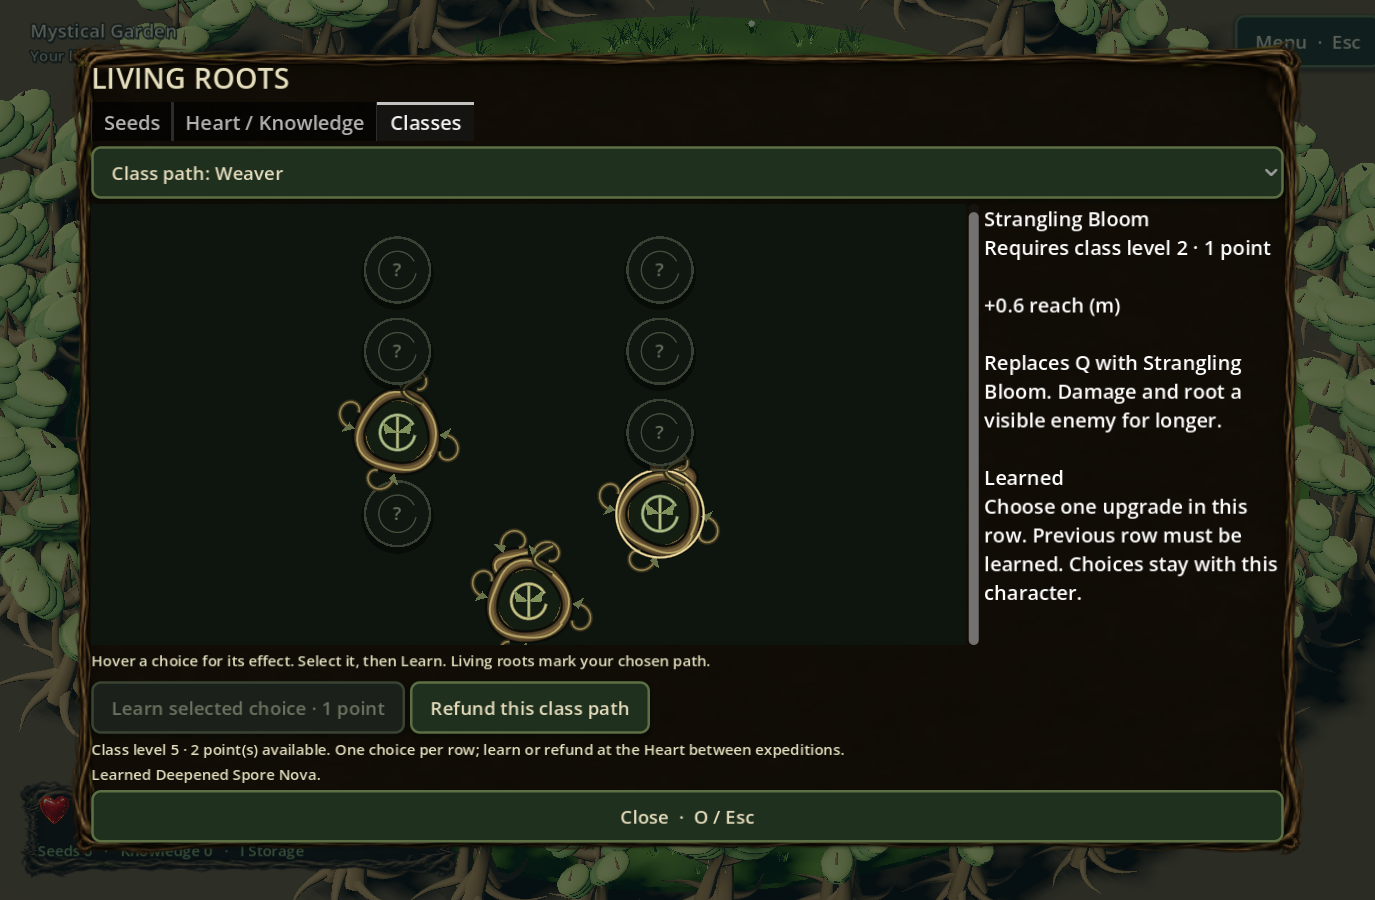 Mystical Garden
Menu · Esc
Your l
LIVING ROOTS
Seeds
Heart / Knowledge
Classes
Class path: Weaver
?
?
?
?
?
?
Strangling Bloom
Requires class level 2 · 1 point
+0.6 reach (m)
Replaces Q with Strangling
Bloom. Damage and root a
visible enemy for longer.
Learned
Choose one upgrade in this
row. Previous row must be
learned. Choices stay with this
character.
Hover a choice for its effect. Select it, then Learn. Living roots mark your chosen path.
Learn selected choice · 1 point
Refund this class path
Class level 5 · 2 point(s) available. One choice per row; learn or refund at the Heart between expeditions.
Learned Deepened Spore Nova.
Close · O / Esc
Seeds 0 · Knowledge 0 · I Storage